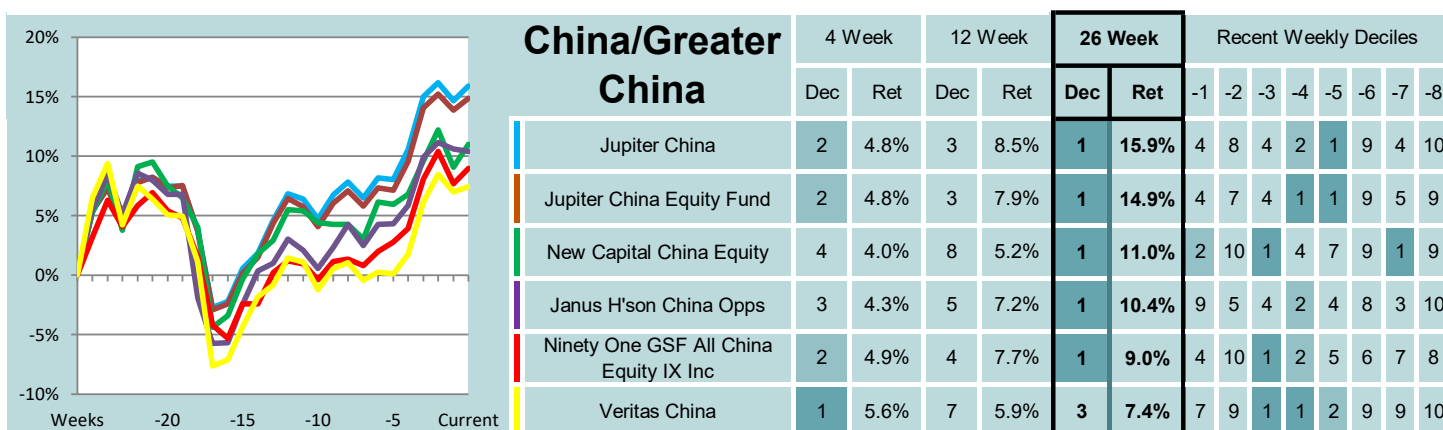 20%
15%
10%
5%
0%
-5%
-10%
Weeks -20 -15 -10 -5 Current
China/Greater China 4 Week 12 Week 26 Week Recent Weekly Deciles
Dec Ret Dec Ret Dec Ret -1 -2 -3 -4 -5 -6 -7 -8
Jupiter China 2 4.8% 3 8.5% 1 15.9% 4 8 4 2 1 9 4 10
Jupiter China Equity Fund 2 4.8% 3 7.9% 1 14.9% 4 7 4 1 1 9 5 9
New Capital China Equity 4 4.0% 8 5.2% 1 11.0% 2 10 1 4 7 9 1 9
Janus H'son China Opps 3 4.3% 5 7.2% 1 10.4% 9 5 4 2 4 8 3 10
Ninety One GSF All China
Equity IX Inc 2 4.9% 4 7.7% 1 9.0% 4 10 1 2 5 6 7 8
Veritas China 1 5.6% 7 5.9% 3 7.4% 7 9 1 1 2 9 9 10